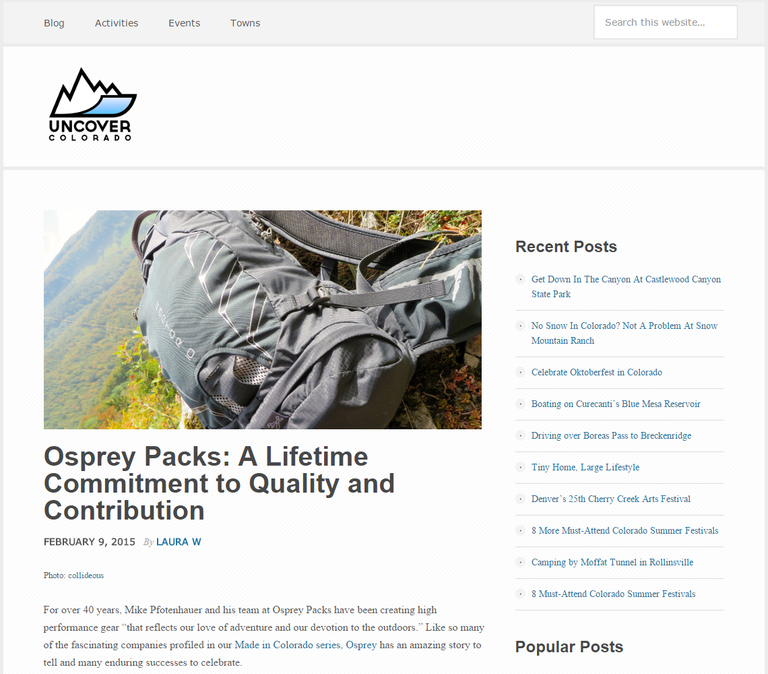 Blog Activities Events Towns
Search this website...
UNCOVER
COLORADO
OSPREY
Osprey Packs: A Lifetime
Commitment to Quality and
Contribution
FEBRUARY 9, 2015 By LAURA W
Photo: collideous
For over 40 years, Mike Pfotenhauer and his team at Osprey Packs have been creating high
performance gear “that reflects our love of adventure and our devotion to the outdoors.” Like so many
of the fascinating companies profiled in our Made in Colorado series, Osprey has an amazing story to
tell and many enduring successes to celebrate.
Recent Posts
Get Down In The Canyon At Castlewood Canyon
State Park
No Snow In Colorado? Not A Problem At Snow
Mountain Ranch
Celebrate Oktoberfest in Colorado
Boating on Curecanti`s Blue Mesa Reservoir
Driving over Boreas Pass to Breckenridge
Tiny Home, Large Lifestyle
Denver`s 25th Cherry Creek Arts Festival
8 More Must-Attend Colorado Summer Festivals
Camping by Moffat Tunnel in Rollinsville
8 Must-Attend Colorado Summer Festivals
Popular Posts